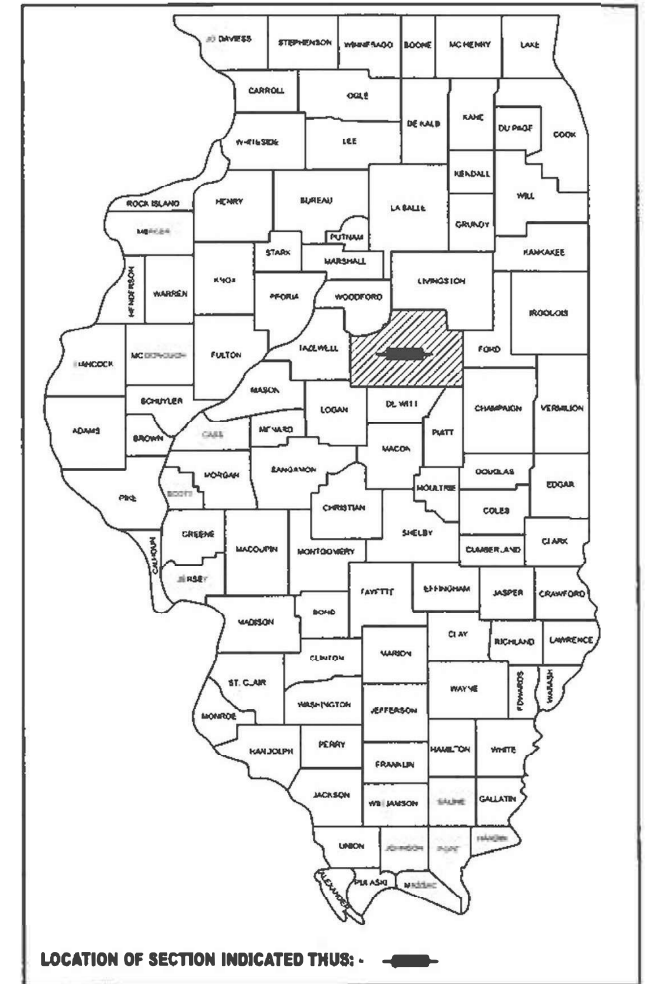 JO DAVIESS STEPHENSON WINNEBAGO BOONE MC HENRY LAKE
CARROLL OGLE DE KALB KANE DU PAGE COOK
WHITESIDE LEE KENDALL WILL
ROCK ISLAND HENRY BUREAU LA SALLE GRUNDY
MERCER STARK PUTNAM MARSHALL KANKAKEE
HENDERSON WARREN KNOX PEORIA WOODFORD LIVINGSTON IROQUOIS
HANCOCK MC DONOUGH FULTON TAZEWELL FORD
SCHUYLER MASON LOGAN DE WITT CHAMPAIGN VERMILION
ADAMS BROWN CASS MENARD MACON PIATT
PIKE SCOTT MORGAN SANGAMON CHRISTIAN MOULTRIE DOUGLAS EDGAR
COLES
CALHOUN GREENE MACOUPIN MONTGOMERY SHELBY CUMBERLAND CLARK
JERSEY FAYETTE EFFINGHAM JASPER CRAWFORD
MADISON BOND CLAY RICHLAND LAWRENCE
CLINTON MARION
ST. CLAIR WASHINGTON JEFFERSON WAYNE EDWARDS WABASH
MONROE
RANDOLPH PERRY FRANKLIN HAMILTON WHITE
JACKSON WILLIAMSON SALINE GALLATIN
UNION JOHNSON POPE HARDIN
ALEXANDER PULASKI MASSAC
LOCATION OF SECTION INDICATED THUS: -